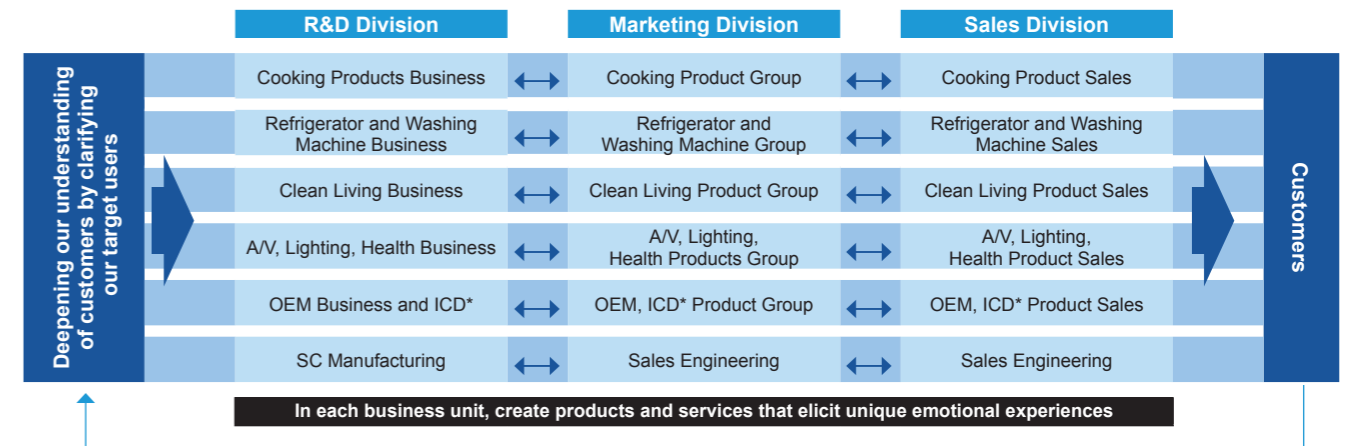 R&D Division
Marketing Division
Sales Division
Deepening our understanding
of customers by clarifying
our target users
Cooking Products Business
Cooking Product Group
Cooking Product Sales
Refrigerator and Washing
Machine Business
Refrigerator and
Washing Machine Group
Refrigerator and Washing
Machine Sales
Clean Living Business
Clean Living Product Group
Clean Living Product Sales
A/V, Lighting, Health Business
A/V, Lighting,
Health Products Group
A/V, Lighting,
Health Product Sales
OEM Business and ICD*
OEM, ICD* Product Group
OEM, ICD* Product Sales
SC Manufacturing
Sales Engineering
Sales Engineering
Customers
In each business unit, create products and services that elicit unique emotional experiences